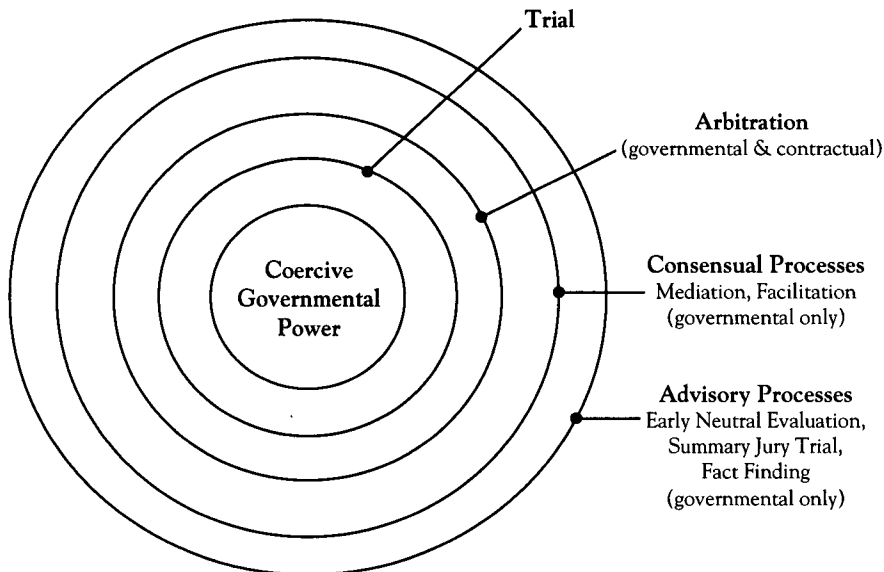 Trial
Arbitration
(governmental & contractual)
Coercive
Governmental
Power
Consensual Processes
Mediation, Facilitation
(governmental only)
Advisory Processes
Early Neutral Evaluation,
Summary Jury Trial,
Fact Finding
(governmental only)